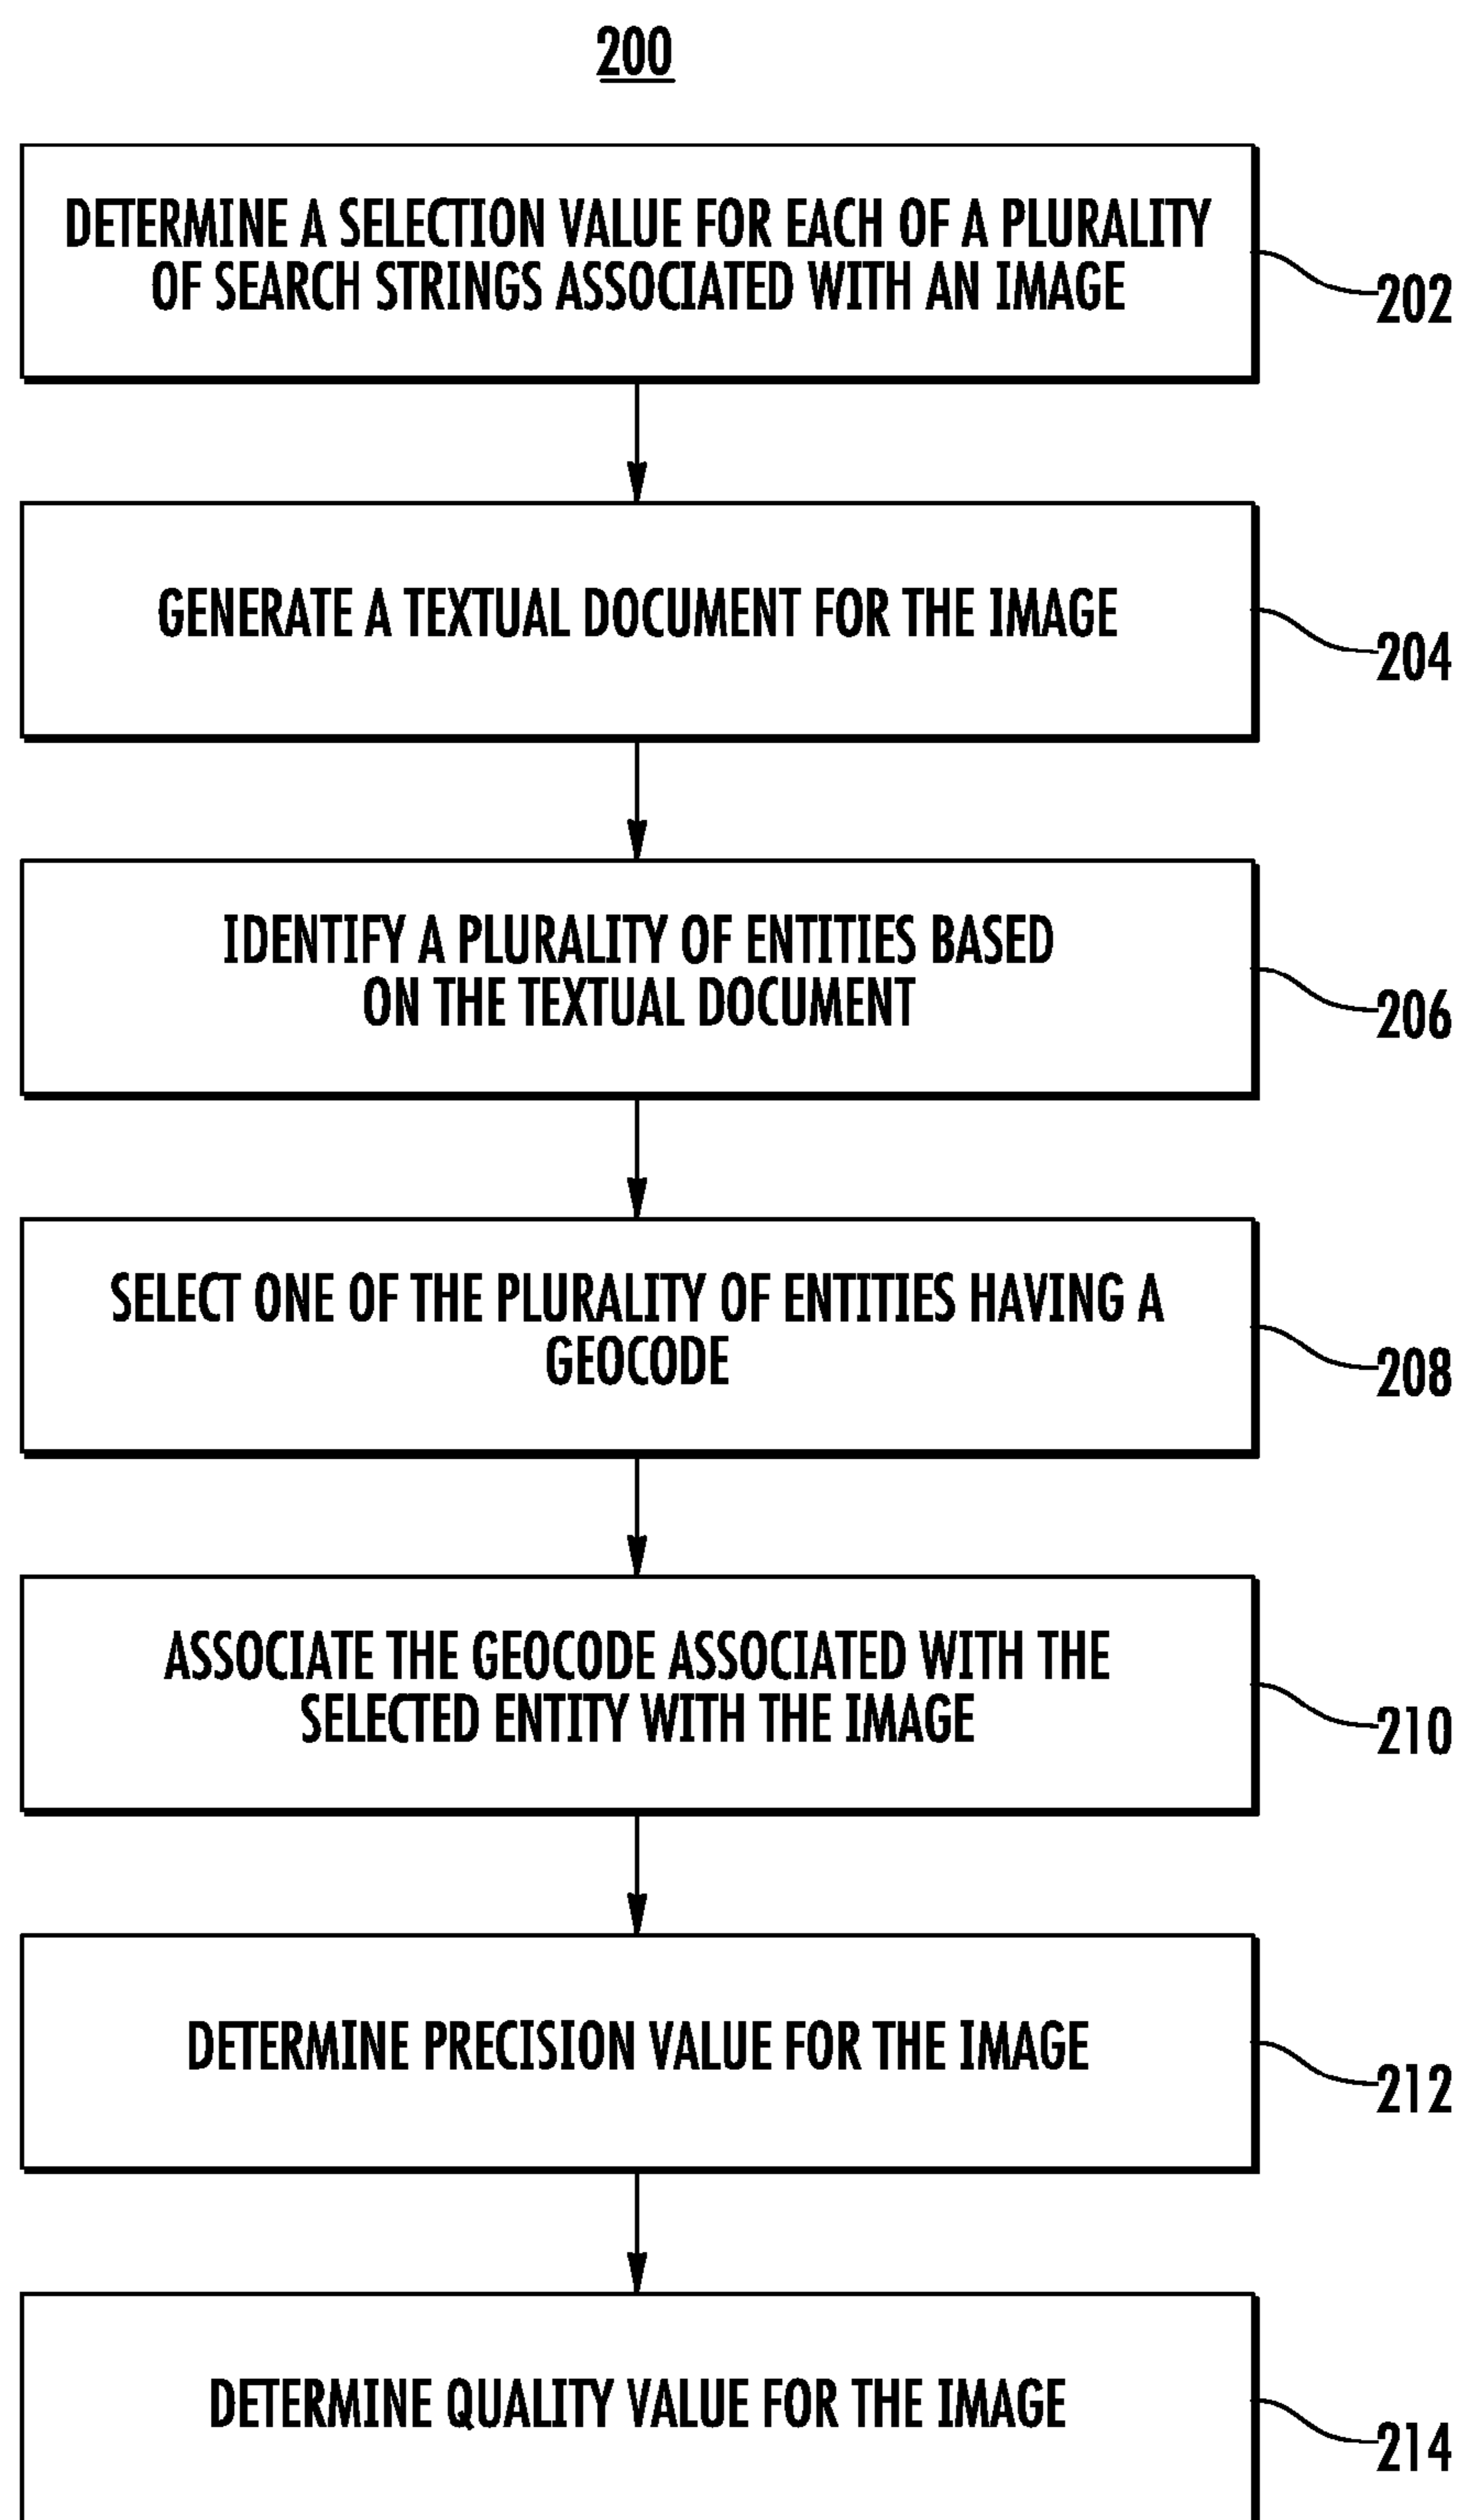 200
DETERMINE A SELECTION VALUE FOR EACH OF A PLURALITY
OF SEARCH STRINGS ASSOCIATED WITH AN IMAGE
202
GENERATE A TEXTUAL DOCUMENT FOR THE IMAGE
204
IDENTIFY A PLURALITY OF ENTITIES BASED
ON THE TEXTUAL DOCUMENT
206
SELECT ONE OF THE PLURALITY OF ENTITIES HAVING A
GEOCODE
208
ASSOCIATE THE GEOCODE ASSOCIATED WITH THE
SELECTED ENTITY WITH THE IMAGE
210
DETERMINE PRECISION VALUE FOR THE IMAGE
212
DETERMINE QUALITY VALUE FOR THE IMAGE
214